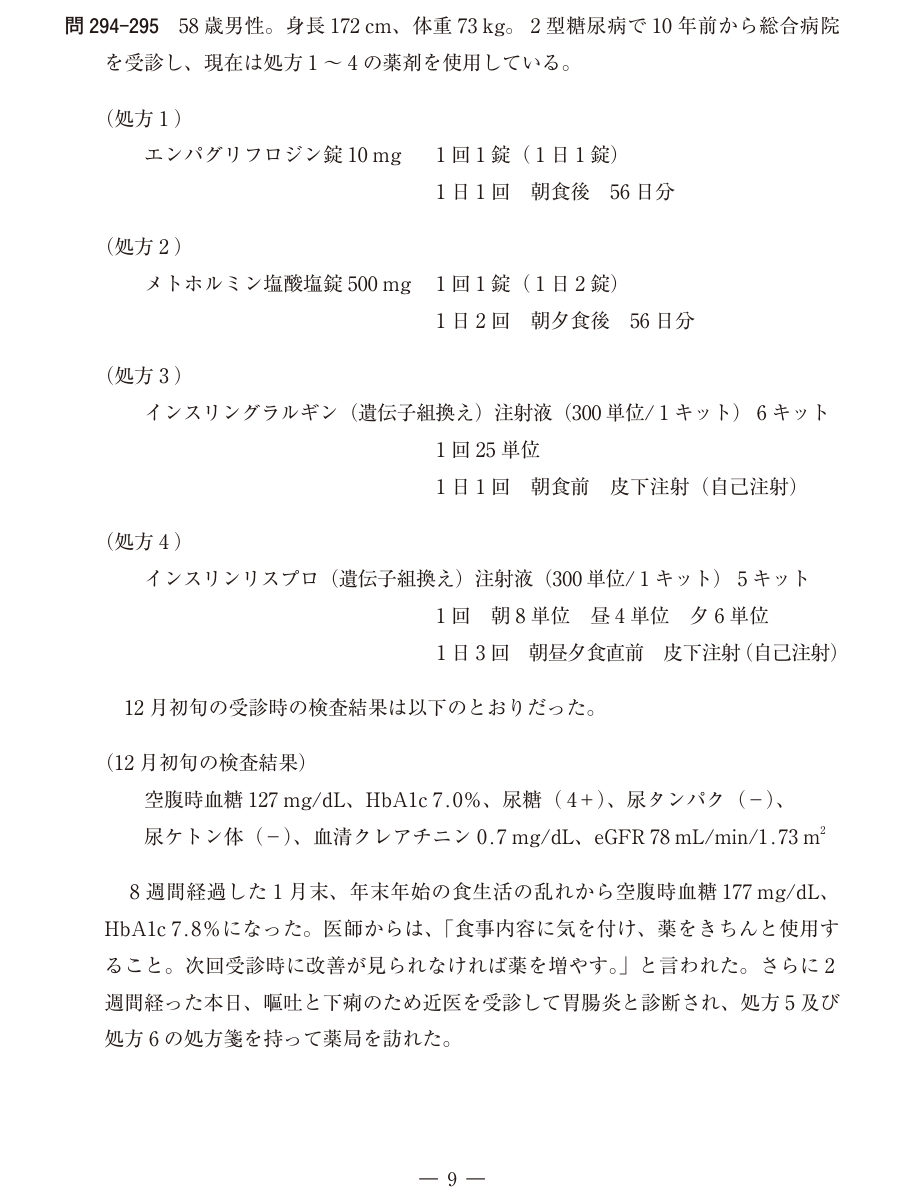 問 294-295　58 歳男性。身長 172 cm、体重 73 kg。2 型糖尿病で 10 年前から総合病院
を受診し、現在は処方 1 ～ 4 の薬剤を使用している。
（処方 1 ）
エンパグリフロジン錠 10 mg　1 回 1 錠（ 1 日 1 錠）
1 日 1 回　朝食後　56 日分
（処方 2 ）
メトホルミン塩酸塩錠 500 mg　1 回 1 錠（ 1 日 2 錠）
1 日 2 回　朝夕食後　56 日分
（処方 3 ）
インスリングラルギン（遺伝子組換え）注射液（300 単位/ 1 キット） 6 キット
1 回 25 単位
1 日 1 回　朝食前　皮下注射（自己注射）
（処方 4 ）
インスリンリスプロ（遺伝子組換え）注射液（300 単位/ 1 キット） 5 キット
1 回　朝 8 単位　昼 4 単位　夕 6 単位
1 日 3 回　朝昼夕食直前　皮下注射（自己注射）
12 月初旬の受診時の検査結果は以下のとおりだった。
（12 月初旬の検査結果）
空腹時血糖 127 mg/dL、HbA1c 7.0%、尿糖（ 4+）、尿タンパク（－）、
尿ケトン体（－）、血清クレアチニン 0.7 mg/dL、eGFR 78 mL/min/1.73 m²
8 週間経過した 1 月末、年末年始の食生活の乱れから空腹時血糖 177 mg/dL、
HbA1c 7.8%になった。医師からは、「食事内容に気を付け、薬をきちんと使用す
ること。次回受診時に改善が見られなければ薬を増やす。」と言われた。さらに 2
週間経った本日、嘔吐と下痢のため近医を受診して胃腸炎と診断され、処方 5 及び
処方 6 の処方箋を持って薬局を訪れた。
― 9 ―